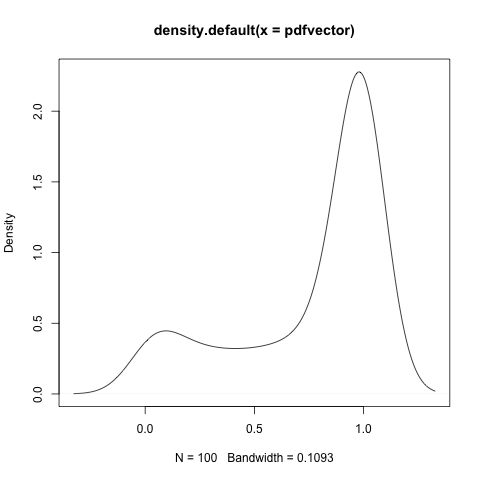 density.default(x = pdfvector)
Density
2.0
1.5
1.0
0.5
0.0
0.0 0.5 1.0
N = 100 Bandwidth = 0.1093